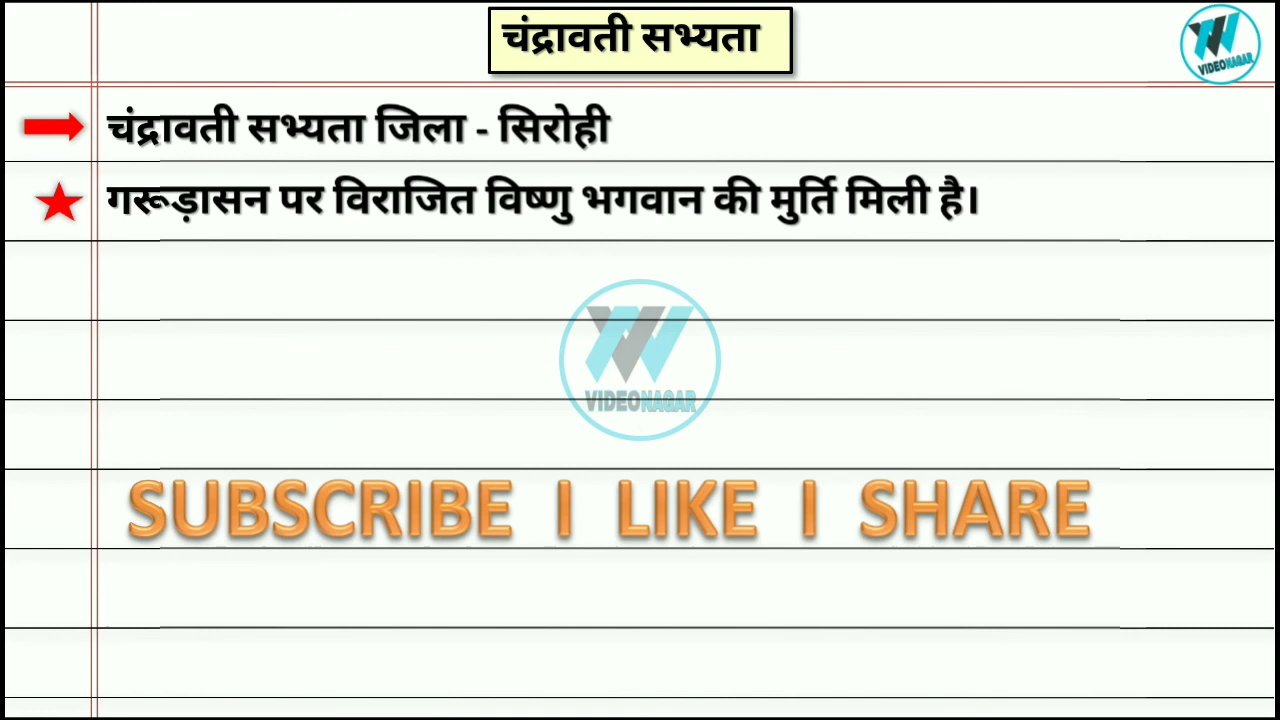 चंद्रावती सभ्यता
VIDEONAGAR
चंद्रावती सभ्यता जिला - सिरोही
गरूड़ासन पर विराजित विष्णु भगवान की मुर्ति मिली है।
VIDEONAGAR
SUBSCRIBE I LIKE I SHARE